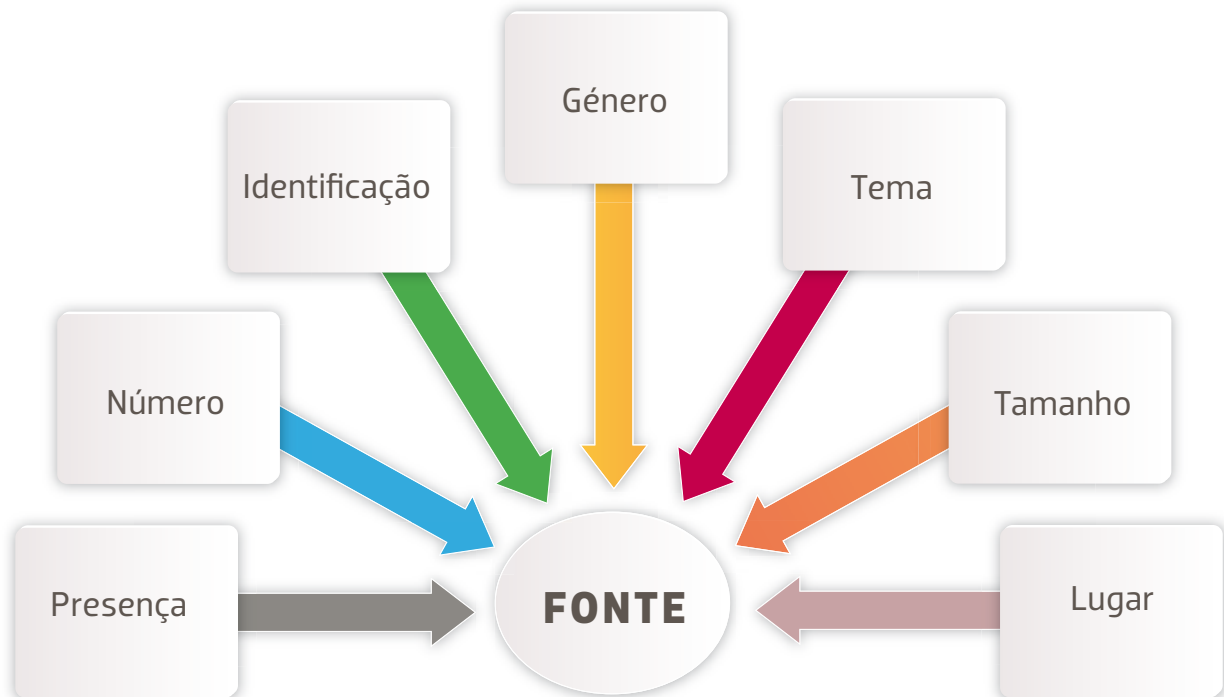 Género
Identificação
Tema
Número
Tamanho
Presença
FONTE
Lugar